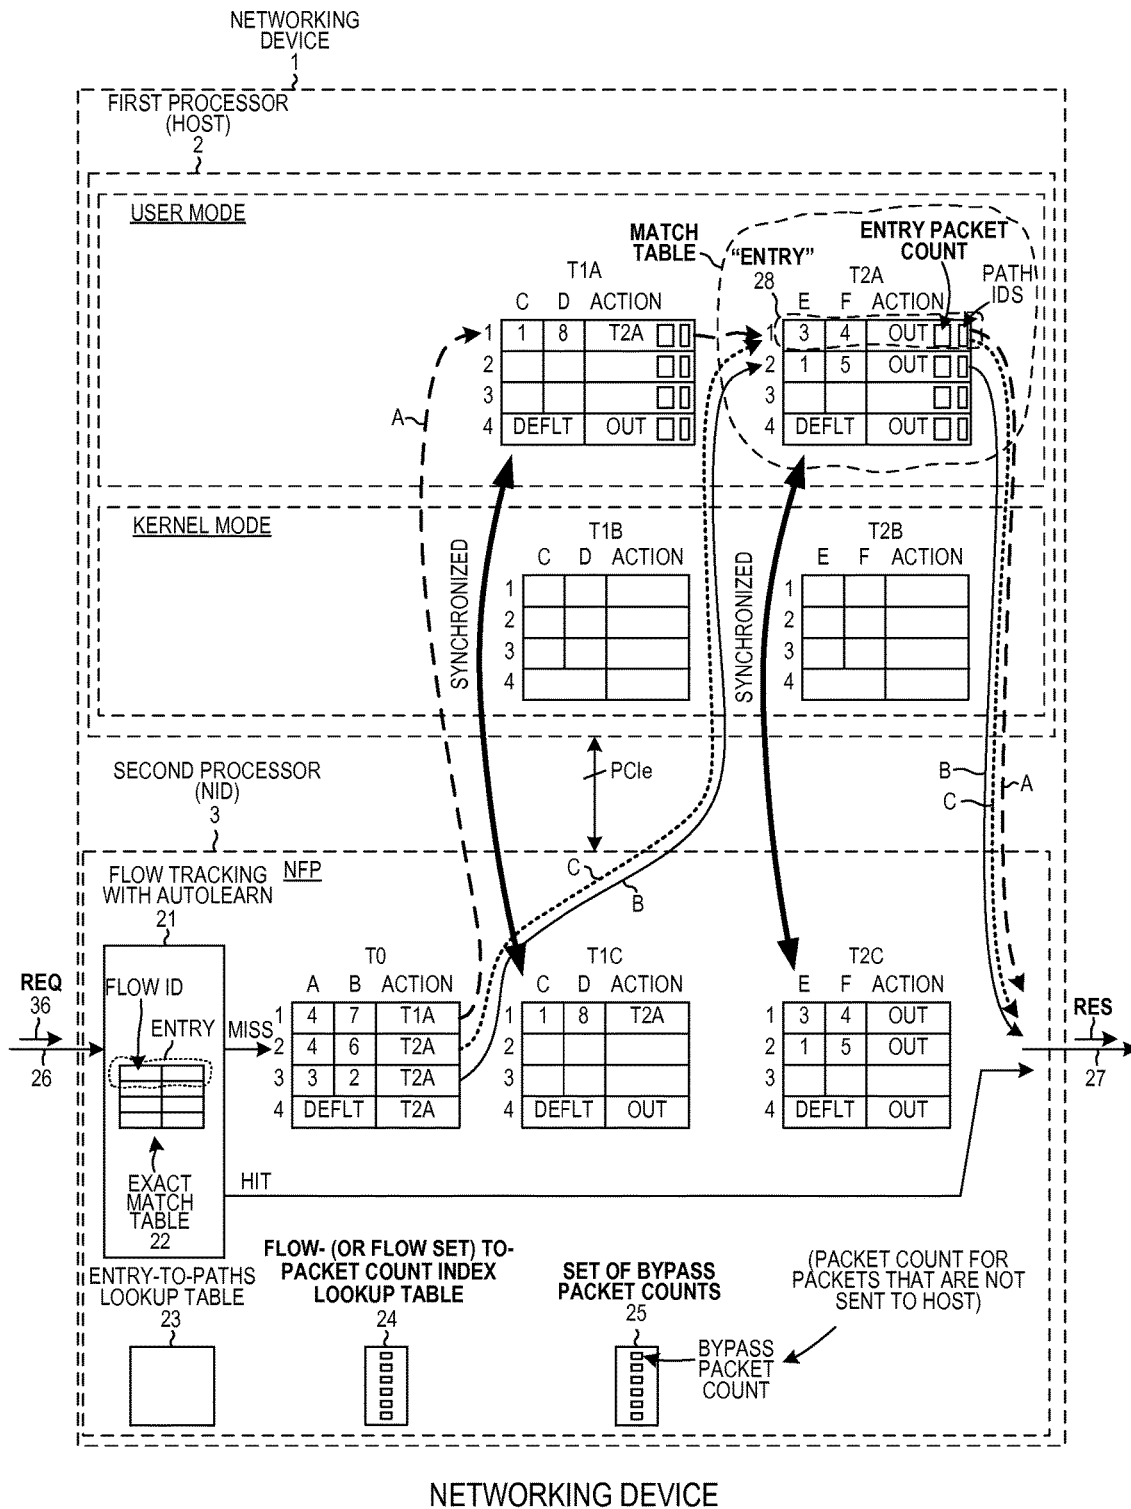 NETWORKING
DEVICE
1
FIRST PROCESSOR
(HOST)
2
USER MODE
MATCH
TABLE
"ENTRY"
28
ENTRY PACKET
COUNT
PATH
IDS
T1A
C D ACTION
1 1 8 T2A
2
3
4 DEFLT OUT
T2A
E F ACTION
1 3 4 OUT
2 1 5 OUT
3
4 DEFLT OUT
A
KERNEL MODE
SYNCHRONIZED
T1B
C D ACTION
1
2
3
4
SYNCHRONIZED
T2B
E F ACTION
1
2
3
4
SECOND PROCESSOR
(NID)
3
PCIe
B
C
A
FLOW TRACKING
WITH AUTOLEARN
21
NFP
C
B
REQ
36
26
FLOW ID
ENTRY
EXACT
MATCH
TABLE
22
MISS
HIT
T0
A B ACTION
1 4 7 T1A
2 4 6 T2A
3 3 2 T2A
4 DEFLT T2A
T1C
C D ACTION
1 1 8 T2A
2
3
4 DEFLT OUT
T2C
E F ACTION
1 3 4 OUT
2 1 5 OUT
3
4 DEFLT OUT
RES
27
ENTRY-TO-PATHS
LOOKUP TABLE
23
FLOW- (OR FLOW SET) TO-
PACKET COUNT INDEX
LOOKUP TABLE
24
SET OF BYPASS
PACKET COUNTS
25
BYPASS
PACKET
COUNT
(PACKET COUNT FOR
PACKETS THAT ARE NOT
SENT TO HOST)
NETWORKING DEVICE